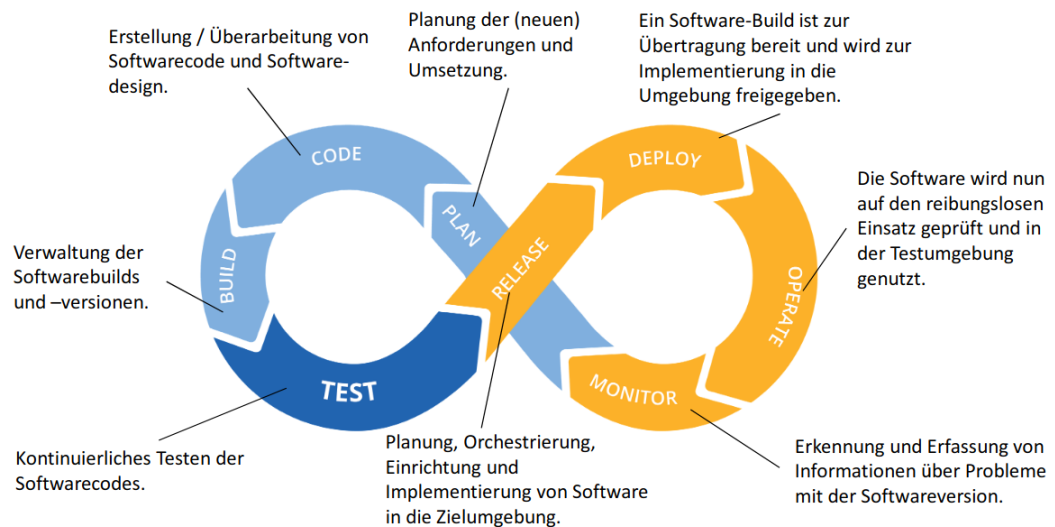 Erstellung / Überarbeitung von
Softwarecode und Software-
design.
Planung der (neuen)
Anforderungen und
Umsetzung.
Ein Software-Build ist zur
Übertragung bereit und wird zur
Implementierung in die
Umgebung freigegeben.
CODE
DEPLOY
PLAN
RELEASE
BUILD
OPERATE
TEST
MONITOR
Verwaltung der
Softwarebuilds
und –versionen.
Die Software wird nun
auf den reibungslosen
Einsatz geprüft und in
der Testumgebung
genutzt.
Kontinuierliches Testen der
Softwarecodes.
Planung, Orchestrierung,
Einrichtung und
Implementierung von Software
in die Zielumgebung.
Erkennung und Erfassung von
Informationen über Probleme
mit der Softwareversion.